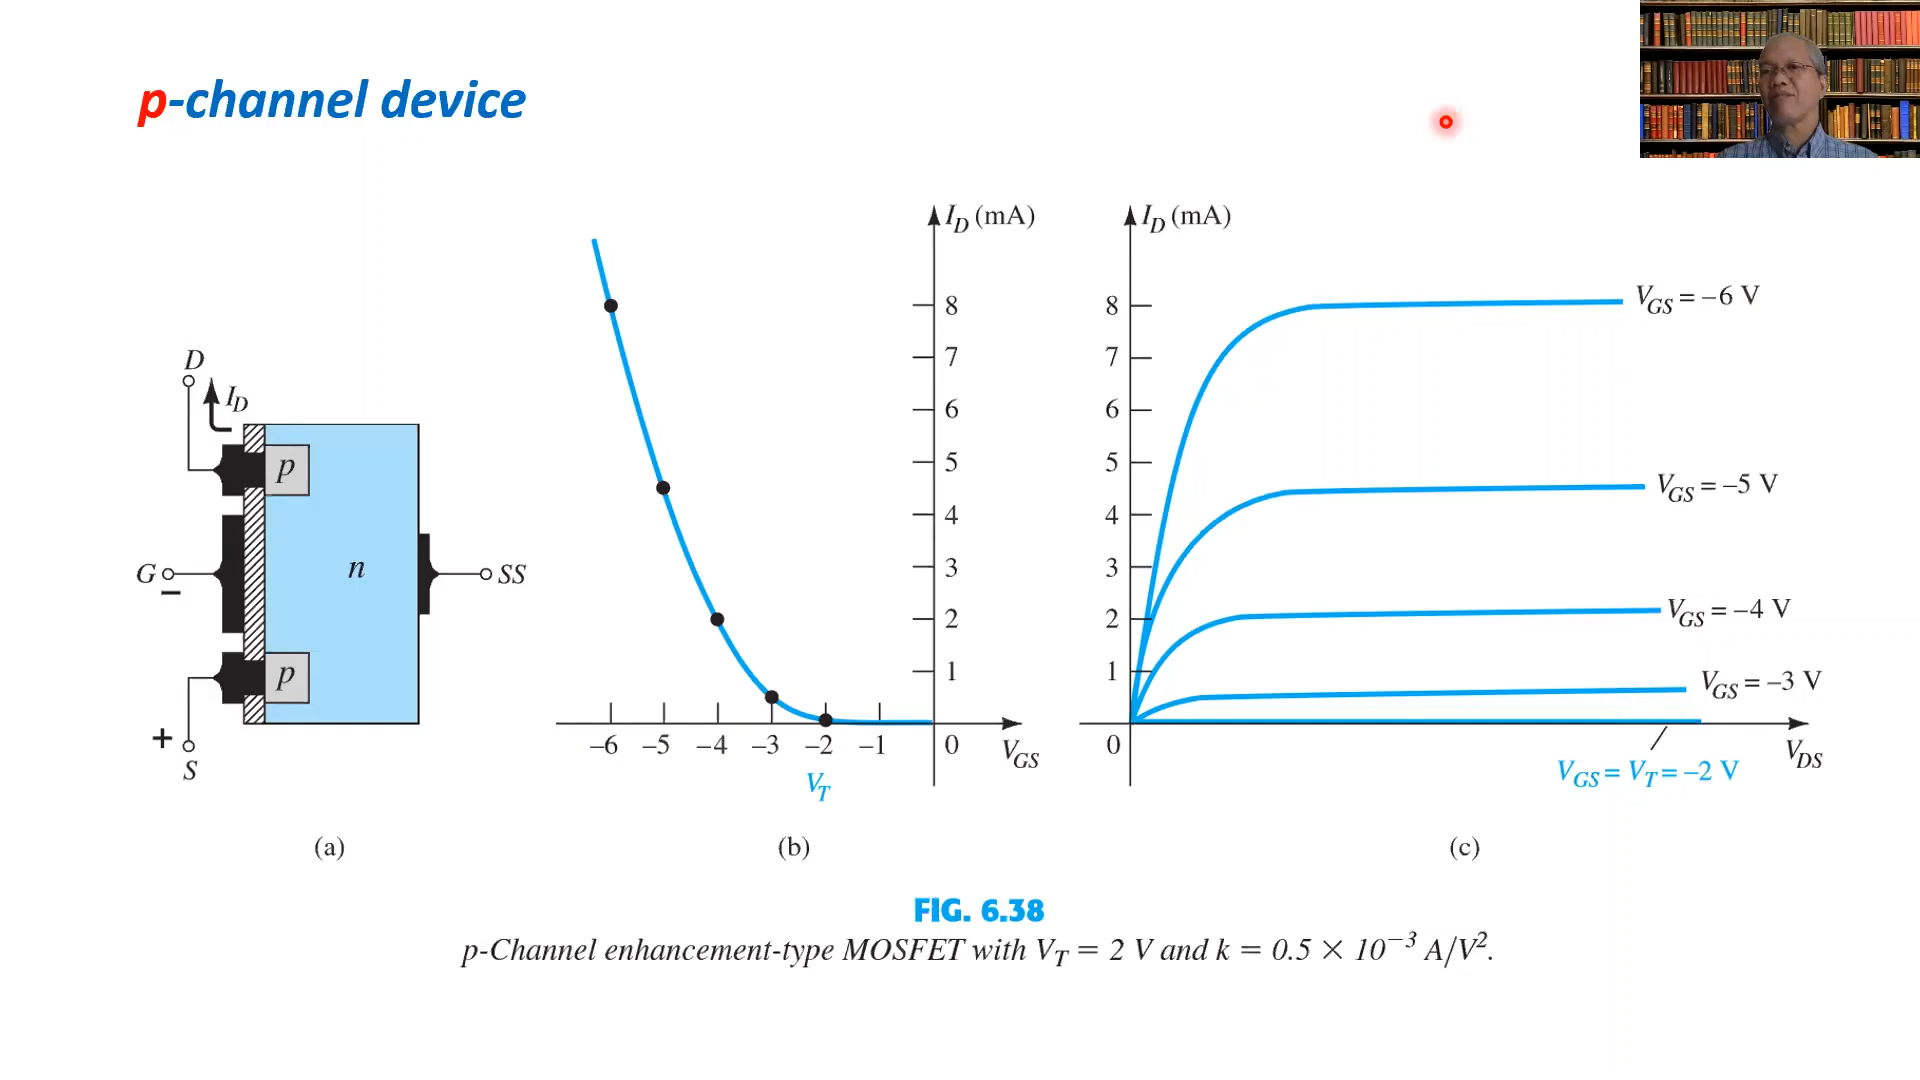 p-channel device
D
I_D
p
G
−
n
SS
p
+
S
(a)
I_D (mA)
8
7
6
5
4
3
2
1
−6 −5 −4 −3 −2 −1 0 V_GS
V_T
(b)
I_D (mA)
8
7
6
5
4
3
2
1
0
V_GS = −6 V
V_GS = −5 V
V_GS = −4 V
V_GS = −3 V
V_DS
V_GS = V_T = −2 V
(c)
FIG. 6.38
p-Channel enhancement-type MOSFET with V_T = 2 V and k = 0.5 × 10⁻³ A/V².